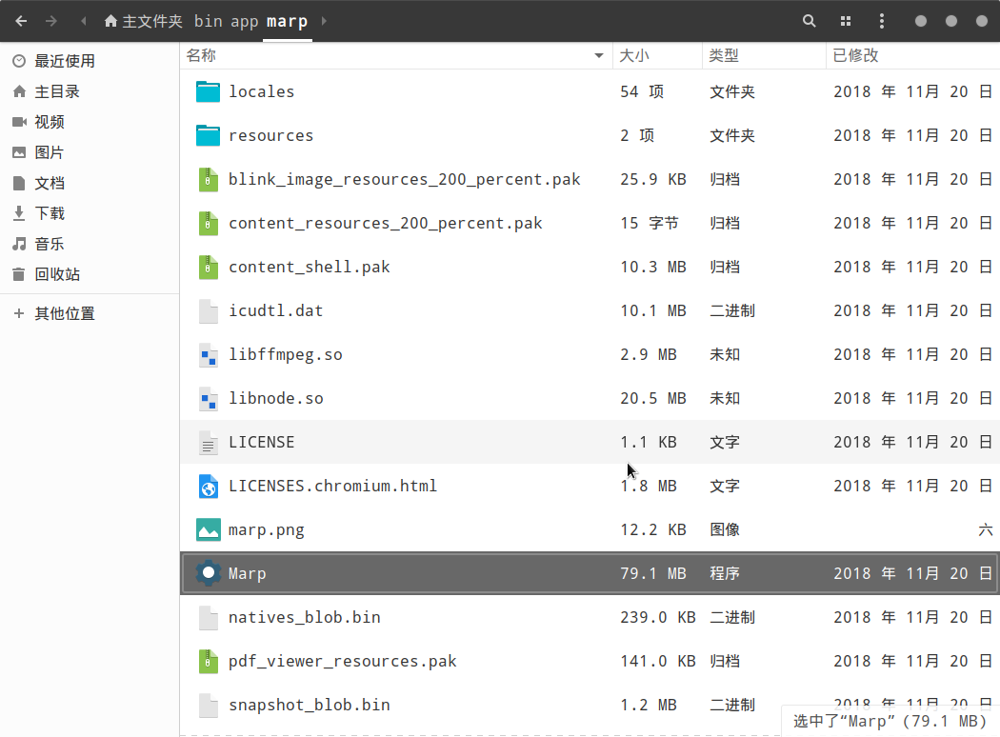 主文件夹 bin app marp
名称 大小 类型 已修改
最近使用
主目录
视频
图片
文档
下载
音乐
回收站
其他位置
locales 54 项 文件夹 2018 年 11月 20 日
resources 2 项 文件夹 2018 年 11月 20 日
blink_image_resources_200_percent.pak 25.9 KB 归档 2018 年 11月 20 日
content_resources_200_percent.pak 15 字节 归档 2018 年 11月 20 日
content_shell.pak 10.3 MB 归档 2018 年 11月 20 日
icudtl.dat 10.1 MB 二进制 2018 年 11月 20 日
libffmpeg.so 2.9 MB 未知 2018 年 11月 20 日
libnode.so 20.5 MB 未知 2018 年 11月 20 日
LICENSE 1.1 KB 文字 2018 年 11月 20 日
LICENSES.chromium.html 1.8 MB 文字 2018 年 11月 20 日
marp.png 12.2 KB 图像 六
Marp 79.1 MB 程序 2018 年 11月 20 日
natives_blob.bin 239.0 KB 二进制 2018 年 11月 20 日
pdf_viewer_resources.pak 141.0 KB 归档 2018 年 11月 20 日
snapshot_blob.bin 1.2 MB 二进制 2018 年 11月 20 日
选中了“Marp” (79.1 MB)